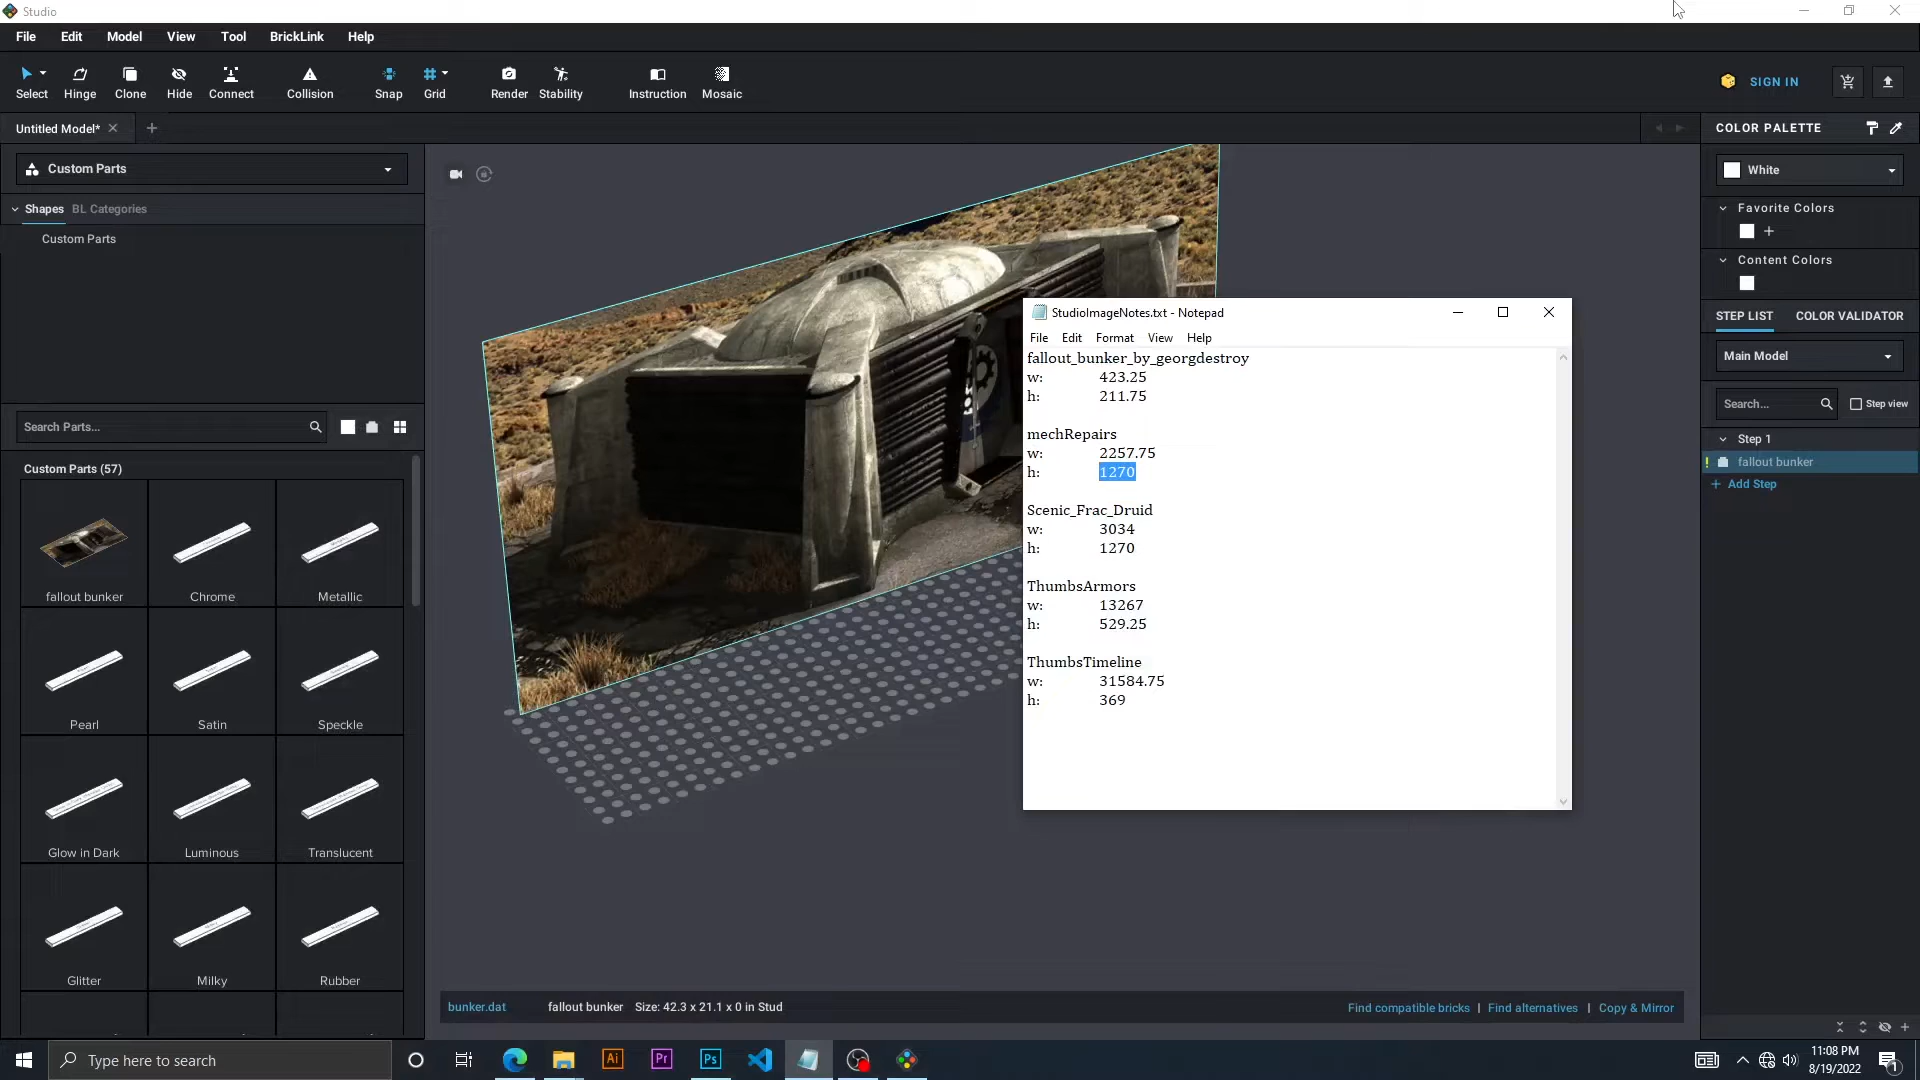 Studio
File Edit Model View Tool BrickLink Help
Select Hinge Clone Hide Connect Collision Snap Grid Render Stability Instruction Mosaic
SIGN IN
Untitled Model*
Custom Parts
Shapes BL Categories
Custom Parts
Search Parts...
Custom Parts (57)
fallout bunker Chrome Metallic
Pearl Satin Speckle
Glow in Dark Luminous Translucent
Glitter Milky Rubber
StudioImageNotes.txt - Notepad
File Edit Format View Help
fallout_bunker_by_georgdestroy
w: 423.25
h: 211.75
mechRepairs
w: 2257.75
h: 1270
Scenic_Frac_Druid
w: 3034
h: 1270
ThumbsArmors
w: 13267
h: 529.25
ThumbsTimeline
w: 31584.75
h: 369
bunker.dat fallout bunker Size: 42.3 x 21.1 x 0 in Stud
Find compatible bricks | Find alternatives | Copy & Mirror
COLOR PALETTE
White
Favorite Colors
Content Colors
STEP LIST COLOR VALIDATOR
Main Model
Search... Step view
Step 1
fallout bunker
+ Add Step
Type here to search
Ai Pr Ps
11:08 PM
8/19/2022
1